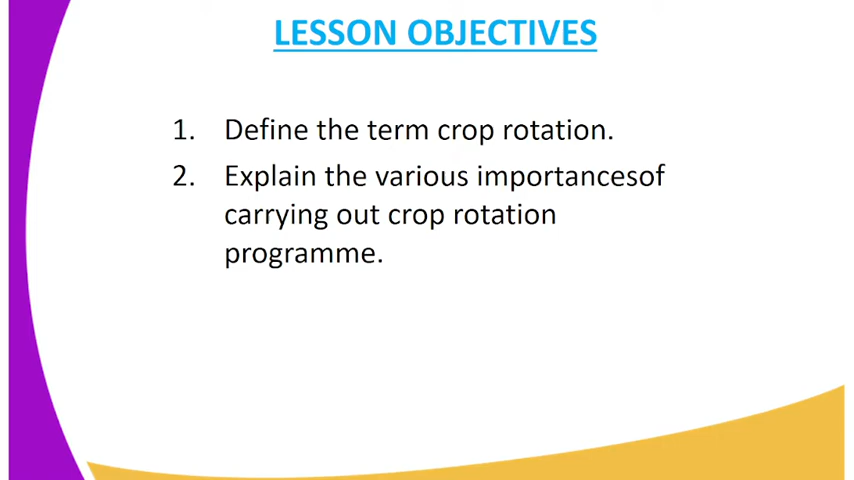 LESSON OBJECTIVES
1. Define the term crop rotation.
2. Explain the various importancesof
carrying out crop rotation
programme.